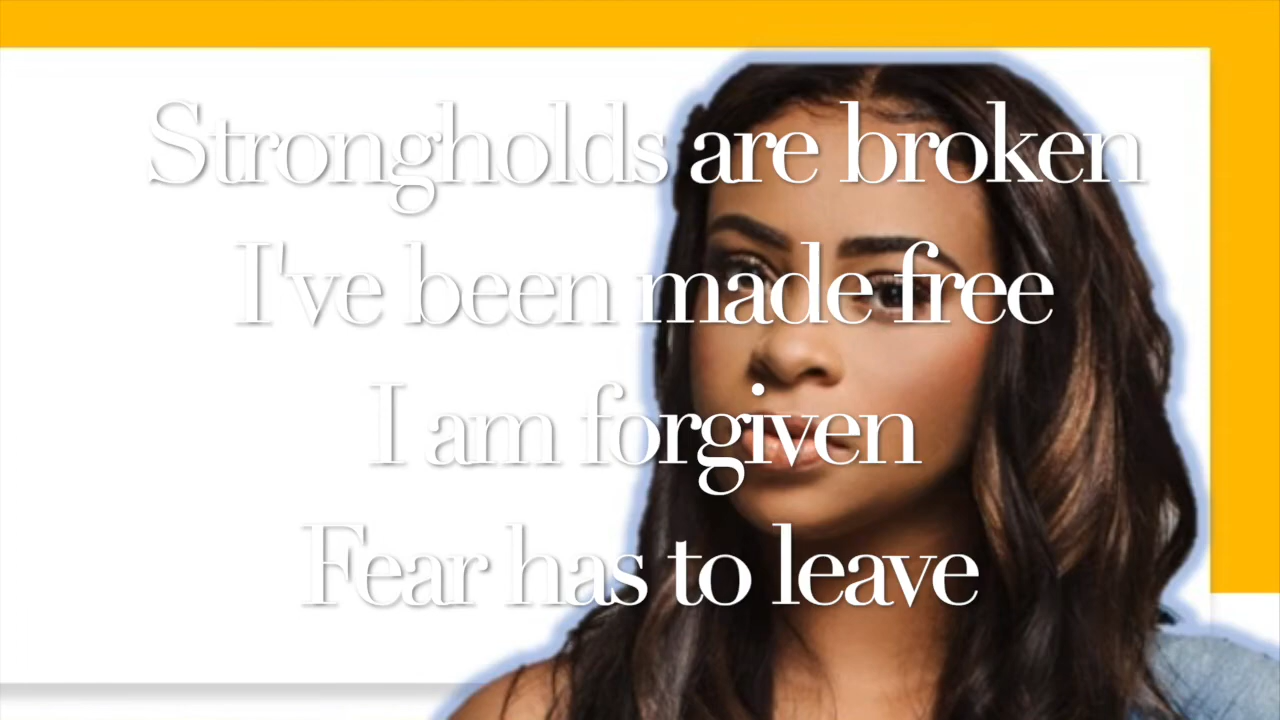 Strongholds are broken
I've been made free
I am forgiven
Fear has to leave